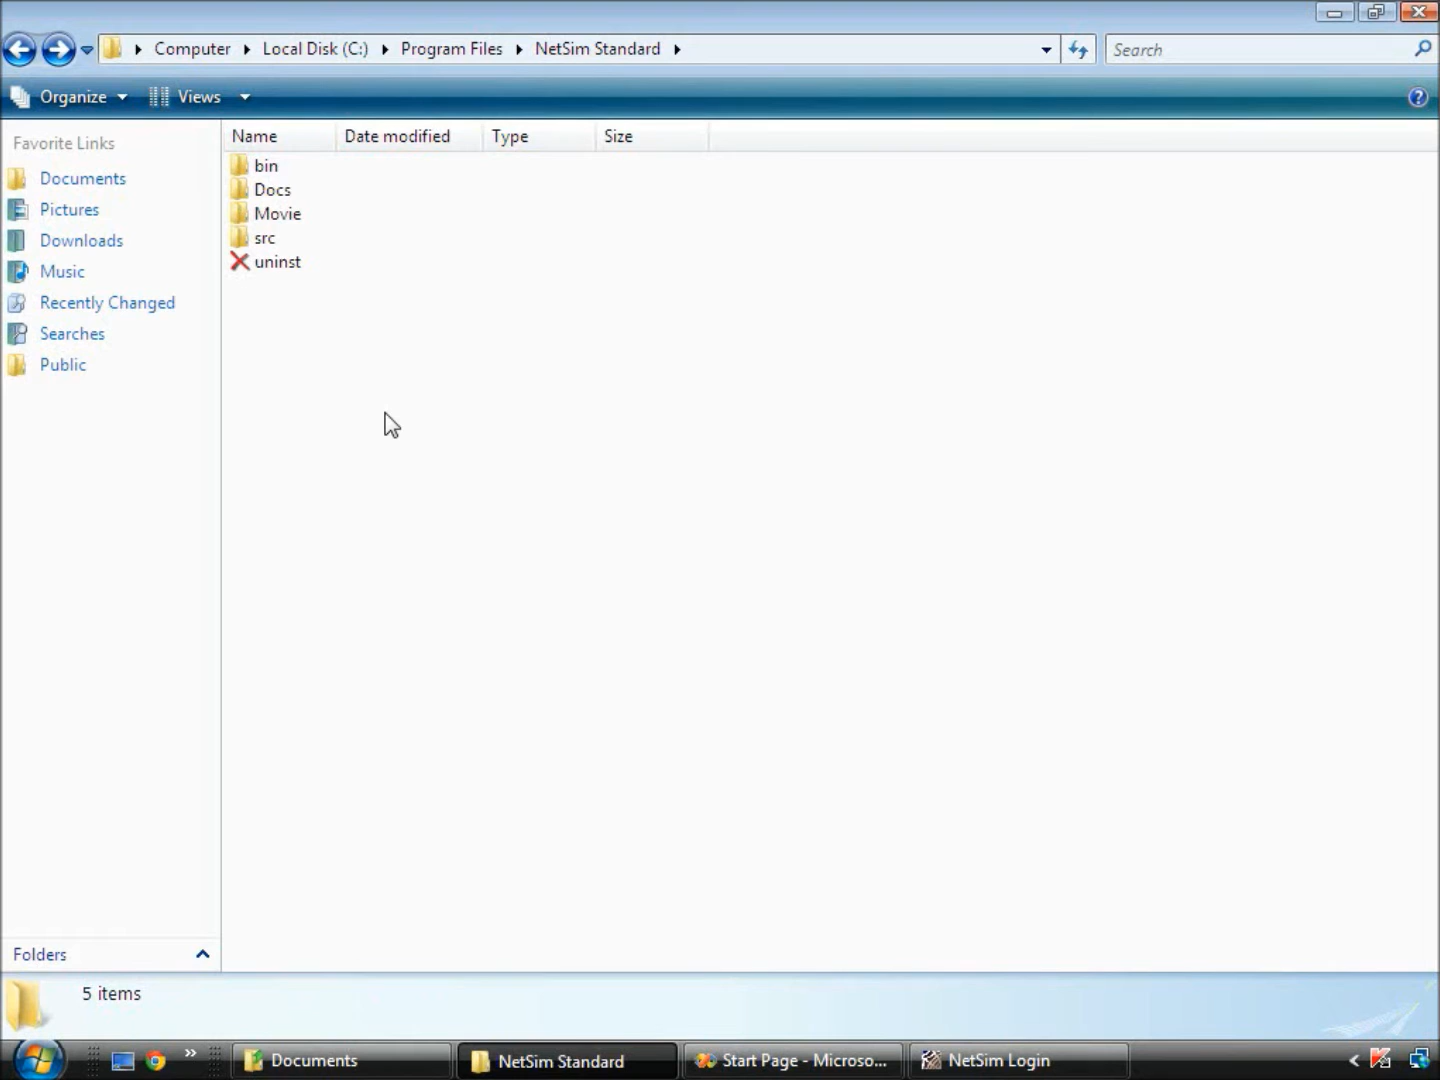 Computer Local Disk (C:) Program Files NetSim Standard Search
Organize Views
Favorite Links
Documents
Pictures
Downloads
Music
Recently Changed
Searches
Public
Folders
Name Date modified Type Size
bin
Docs
Movie
src
uninst
5 items
» Documents NetSim Standard Start Page - Microso... NetSim Login <